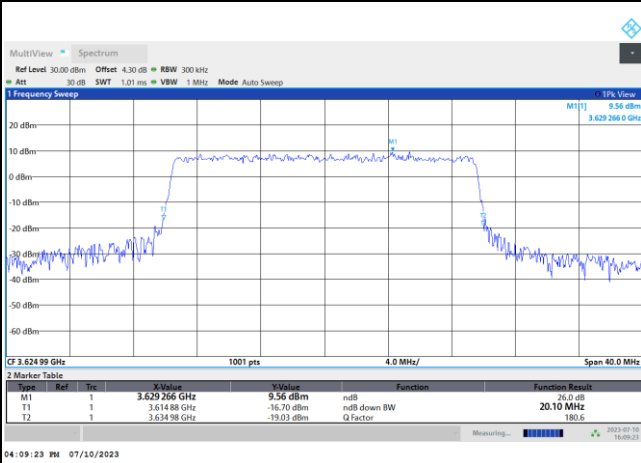 MultiView Spectrum
Ref Level 30.00 dBm Offset 4.30 dB RBW 300 kHz
Att 30 dB SWT 1.01 ms VBW 1 MHz Mode Auto Sweep
1 Frequency Sweep 1Pk View
M1[1] 9.56 dBm
3.629 266 0 GHz
M1
20 dBm
10 dBm
0 dBm
-10 dBm
T1
-20 dBm
-30 dBm
-40 dBm
-50 dBm
-60 dBm
CF 3.624 99 GHz 1001 pts 4.0 MHz/ Span 40.0 MHz
2 Marker Table
Type Ref Trc X-Value Y-Value Function Function Result
M1 1 3.629 266 GHz 9.56 dBm ndB 26.0 dB
T1 1 3.614 88 GHz -16.70 dBm ndB down BW 20.10 MHz
T2 1 3.634 98 GHz -19.03 dBm Q Factor 180.6
Measuring... 2023-07-10
16:09:23
04:09:23 PM 07/10/2023